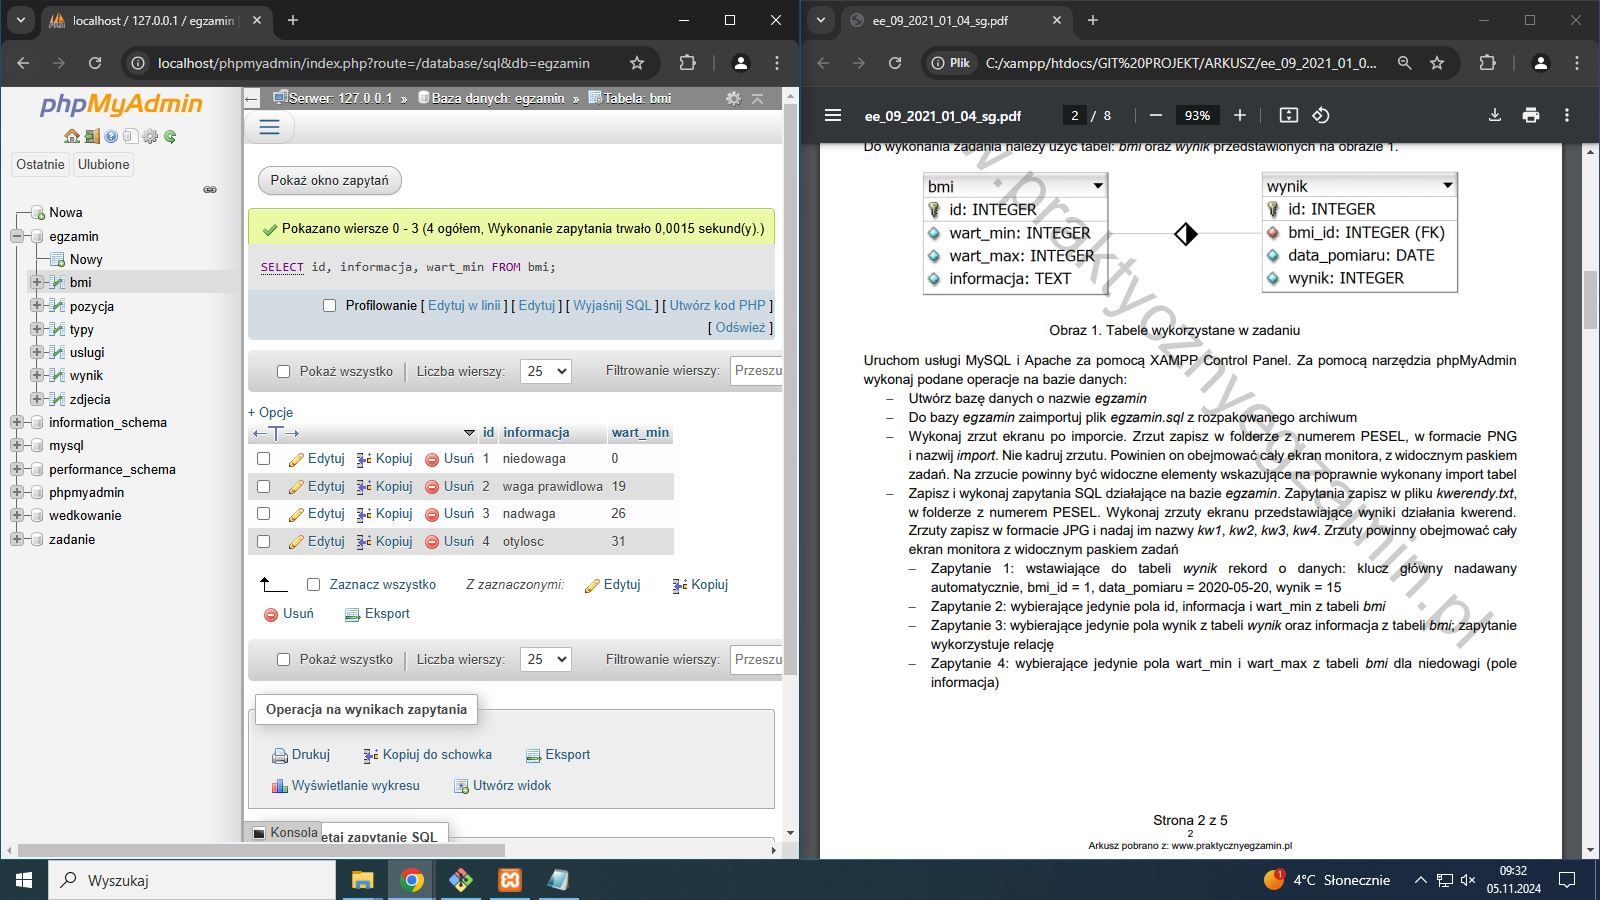 localhost / 127.0.0.1 / egzamin
localhost/phpmyadmin/index.php?route=/database/sql&db=egzamin
phpMyAdmin
Ostatnie
Ulubione
Nowa
egzamin
Nowy
bmi
pozycja
typy
uslugi
wynik
zdjecia
information_schema
mysql
performance_schema
phpmyadmin
wedkowanie
zadanie
Serwer: 127.0.0.1 » Baza danych: egzamin » Tabela: bmi
Pokaż okno zapytań
Pokazano wiersze 0 - 3 (4 ogółem, Wykonanie zapytania trwało 0,0015 sekund(y).)
SELECT id, informacja, wart_min FROM bmi;
Profilowanie [ Edytuj w linii ] [ Edytuj ] [ Wyjaśnij SQL ] [ Utwórz kod PHP ]
[ Odśwież ]
Pokaż wszystko
Liczba wierszy:
25
Filtrowanie wierszy:
Przeszu
+ Opcje
id informacja wart_min
Edytuj Kopiuj Usuń 1 niedowaga 0
Edytuj Kopiuj Usuń 2 waga prawidlowa 19
Edytuj Kopiuj Usuń 3 nadwaga 26
Edytuj Kopiuj Usuń 4 otylosc 31
Zaznacz wszystko Z zaznaczonymi: Edytuj Kopiuj
Usuń Eksport
Pokaż wszystko
Liczba wierszy:
25
Filtrowanie wierszy:
Przeszu
Operacja na wynikach zapytania
Drukuj Kopiuj do schowka Eksport
Wyświetlanie wykresu Utwórz widok
Konsola
etaj zapytanie SQL
ee_09_2021_01_04_sg.pdf
Plik
C:/xampp/htdocs/GIT%20PROJEKT/ARKUSZ/ee_09_2021_01_0...
ee_09_2021_01_04_sg.pdf
2 / 8
93%
Do wykonania zadania należy użyć tabel: bmi oraz wynik przedstawionych na obrazie 1.
bmi
id: INTEGER
wart_min: INTEGER
wart_max: INTEGER
informacja: TEXT
wynik
id: INTEGER
bmi_id: INTEGER (FK)
data_pomiaru: DATE
wynik: INTEGER
Obraz 1. Tabele wykorzystane w zadaniu
Uruchom usługi MySQL i Apache za pomocą XAMPP Control Panel. Za pomocą narzędzia phpMyAdmin
wykonaj podane operacje na bazie danych:
– Utwórz bazę danych o nazwie egzamin
– Do bazy egzamin zaimportuj plik egzamin.sql z rozpakowanego archiwum
– Wykonaj zrzut ekranu po imporcie. Zrzut zapisz w folderze z numerem PESEL, w formacie PNG
i nazwij import. Nie kadruj zrzutu. Powinien on obejmować cały ekran monitora, z widocznym paskiem
zadań. Na zrzucie powinny być widoczne elementy wskazujące na poprawnie wykonany import tabel
– Zapisz i wykonaj zapytania SQL działające na bazie egzamin. Zapytania zapisz w pliku kwerendy.txt,
w folderze z numerem PESEL. Wykonaj zrzuty ekranu przedstawiające wyniki działania kwerend.
Zrzuty zapisz w formacie JPG i nadaj im nazwy kw1, kw2, kw3, kw4. Zrzuty powinny obejmować cały
ekran monitora z widocznym paskiem zadań
– Zapytanie 1: wstawiające do tabeli wynik rekord o danych: klucz główny nadawany
automatycznie, bmi_id = 1, data_pomiaru = 2020-05-20, wynik = 15
– Zapytanie 2: wybierające jedynie pola id, informacja i wart_min z tabeli bmi
– Zapytanie 3: wybierające jedynie pola wynik z tabeli wynik oraz informacja z tabeli bmi; zapytanie
wykorzystuje relację
– Zapytanie 4: wybierające jedynie pola wart_min i wart_max z tabeli bmi dla niedowagi (pole
informacja)
w.praktycznyegzamin.pl
Strona 2 z 5
2
Arkusz pobrano z: www.praktycznyegzamin.pl
Wyszukaj
1
4°C Słonecznie
09:32
05.11.2024